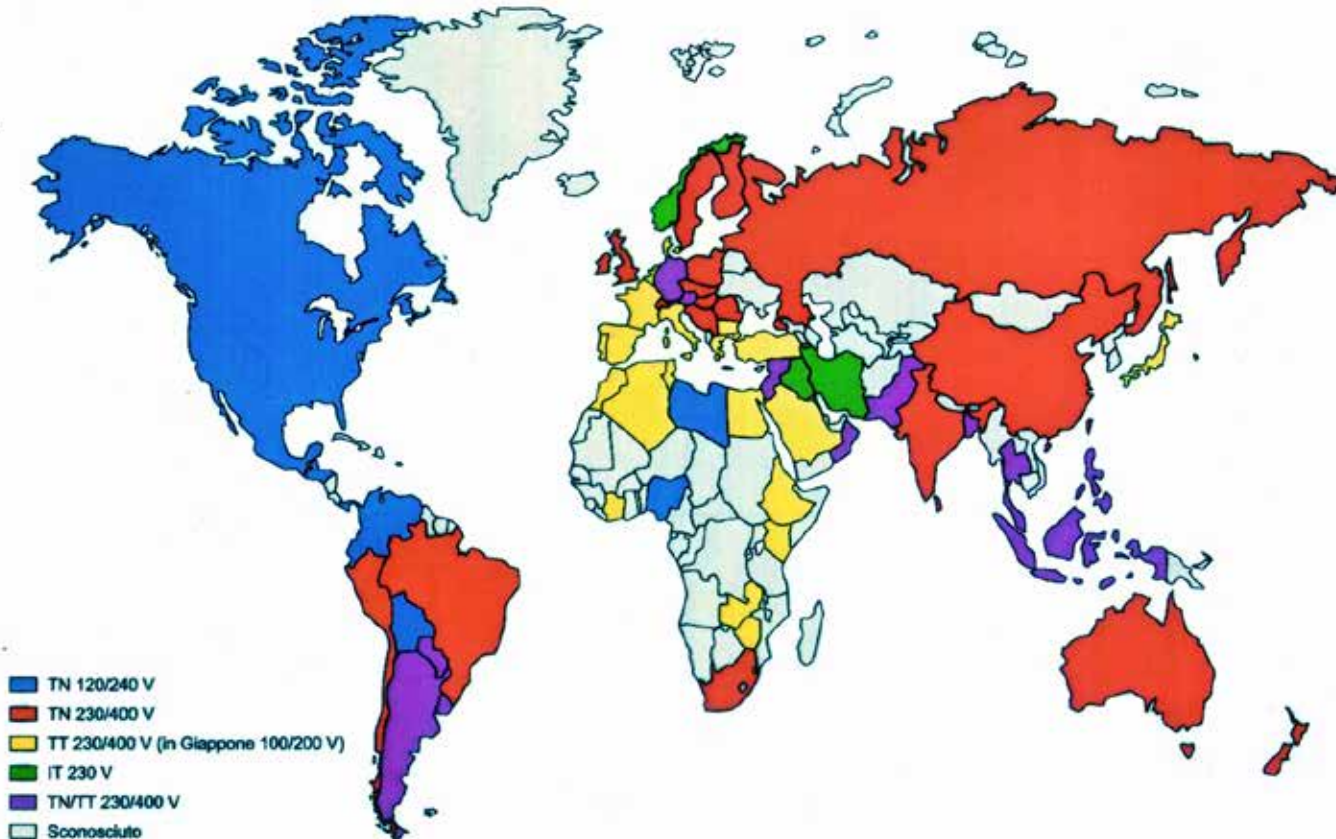 TN 120/240 V
TN 230/400 V
TT 230/400 V (in Giappone 100/200 V)
IT 230 V
TN/TT 230/400 V
Sconosciuto